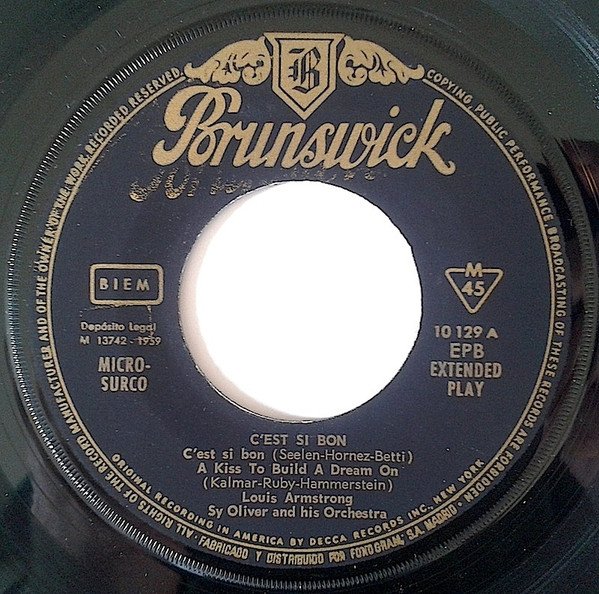 B
Brunswick
ALL RIGHTS OF THE RECORD MANUFACTURER AND OF THE OWNER OF THE WORK RECORDED RESERVED
COPYING, PUBLIC PERFORMANCE, BROADCASTING OF THESE RECORDS ARE FORBIDDEN
BIEM
Depósito Legal
M 13742 - 1959
MICRO-
SURCO
M
45
10 129 A
EPB
EXTENDED
PLAY
C'EST SI BON
C'est si bon (Seelen-Hornez-Betti)
A Kiss To Build A Dream On
(Kalmar-Ruby-Hammerstein)
Louis Armstrong
Sy Oliver and his Orchestra
ORIGINAL RECORDING IN AMERICA BY DECCA RECORDS INC., NEW YORK
FABRICADO Y DISTRIBUIDO POR FONOGRAM, S.A. MADRID